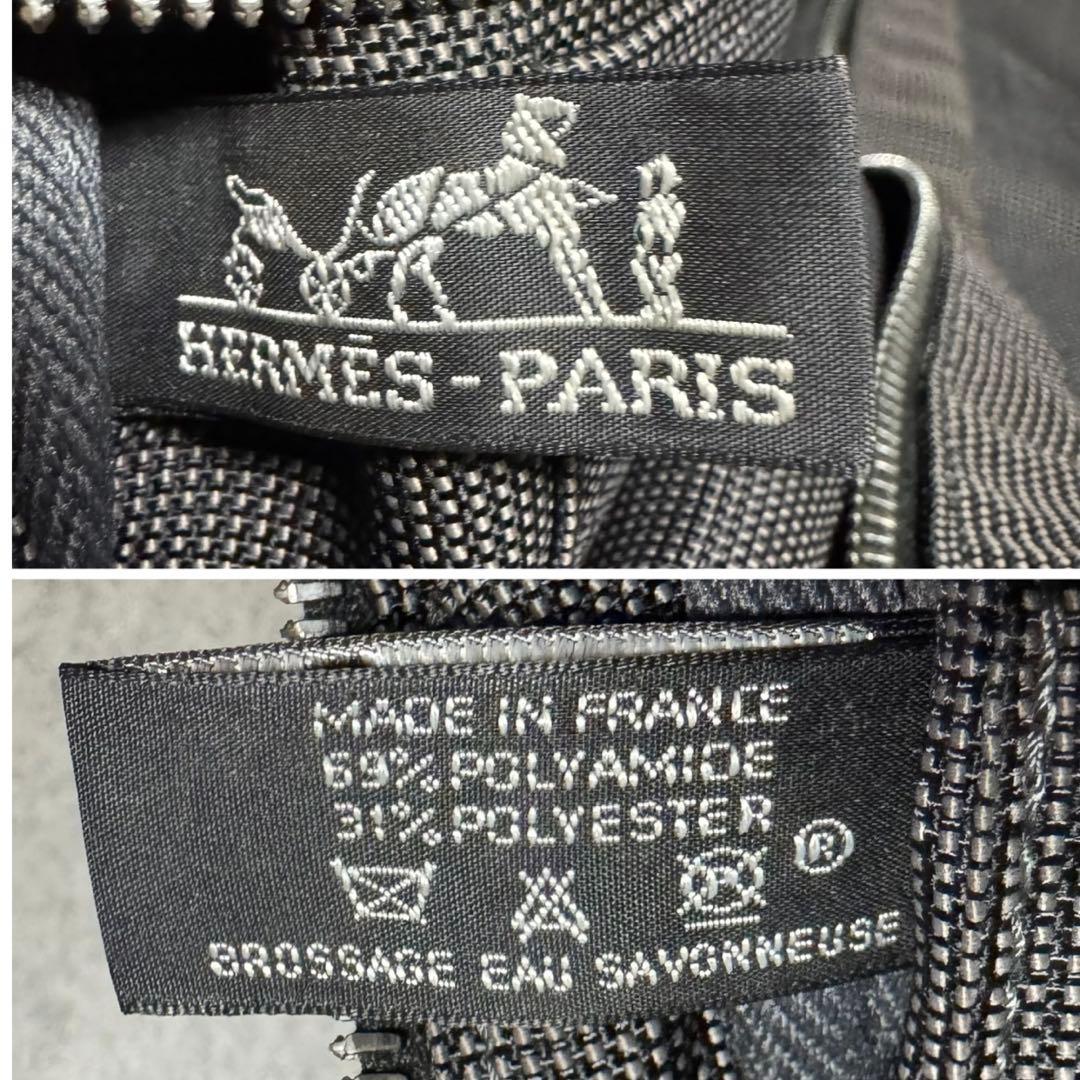 HERMÈS-PARIS
MADE IN FRANCE
69% POLYAMIDE
31% POLYESTER
®
BROSSAGE EAU SAVONNEUSE